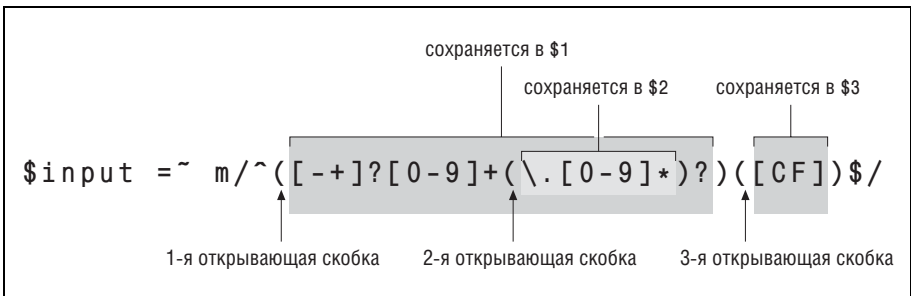 сохраняется в $1
сохраняется в $2 сохраняется в $3
$input =~ m/^([-+]?[0-9]+(\.[0-9]*)?)([CF])$/
1-я открывающая скобка 2-я открывающая скобка 3-я открывающая скобка